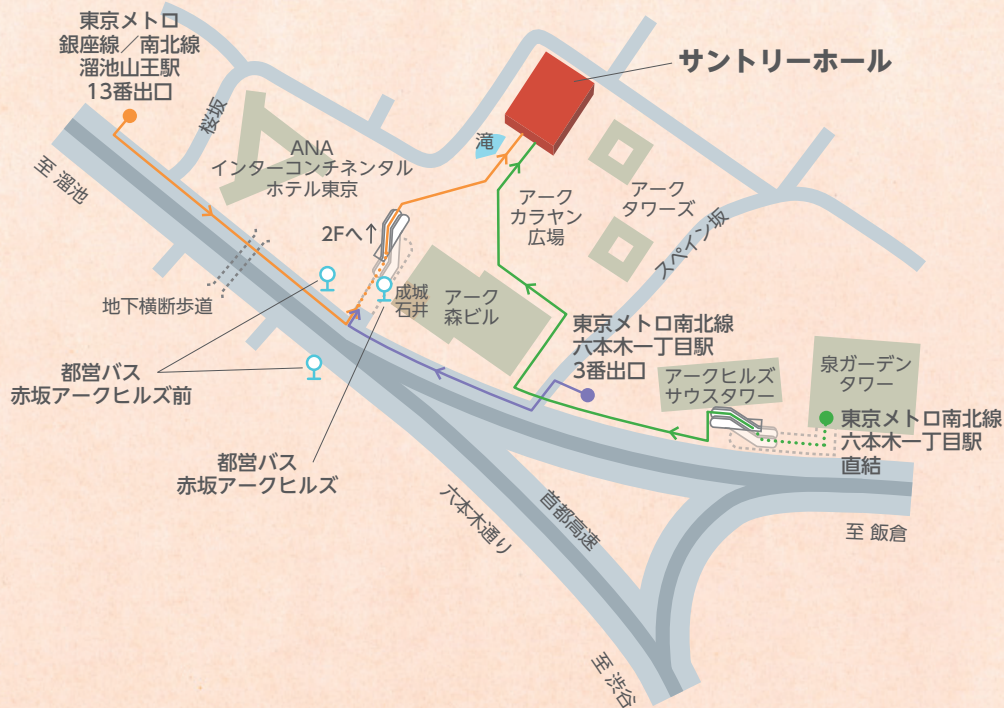 東京メトロ
銀座線／南北線
溜池山王駅
13番出口
サントリーホール
桜坂
至 溜池
ANA
インターコンチネンタル
ホテル東京
滝
2Fへ↑
アーク
カラヤン
広場
アーク
タワーズ
スペイン坂
地下横断歩道
成城
石井
アーク
森ビル
都営バス
赤坂アークヒルズ前
東京メトロ南北線
六本木一丁目駅
3番出口
アークヒルズ
サウスタワー
泉ガーデン
タワー
東京メトロ南北線
六本木一丁目駅
直結
都営バス
赤坂アークヒルズ
六本木通り
首都高速
至 飯倉
至 渋谷